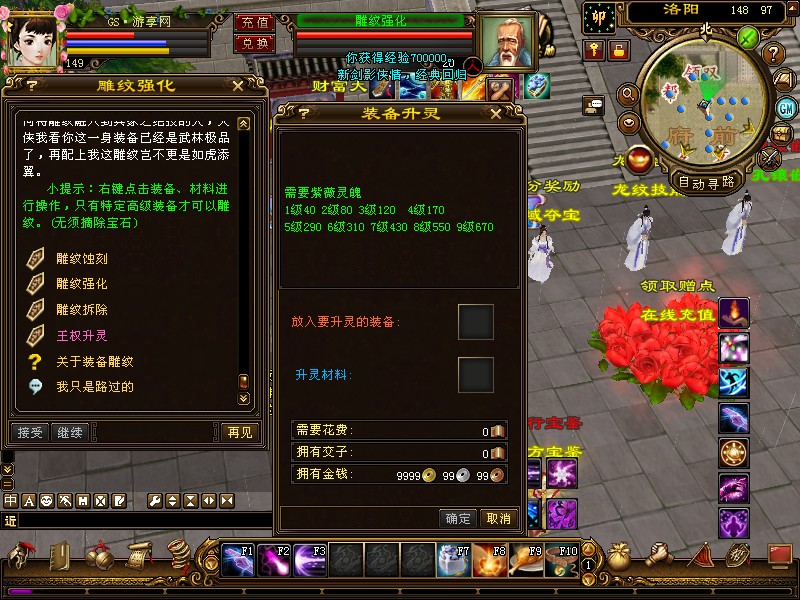 GS·游亭网
149
充值
兑换
雕纹强化
你获得经验700000。
新剑影侠情，经典回归
财富大
洛阳
148 97
北
自动寻路
GM
雕纹强化
侠我看你这一身装备已经是武林极品
了，再配上我这雕纹岂不更是如虎添
翼。
小提示：右键点击装备、材料进
行操作，只有特定高级装备才可以雕
纹。(无须摘除宝石)
雕纹蚀刻
雕纹强化
雕纹拆除
王权升灵
关于装备雕纹
我只是路过的
接受
继续
再见
装备升灵
需要紫薇灵魄
1级40 2级80 3级120 4级170
5级290 6级310 7级430 8级550 9级670
放入要升灵的装备:
升灵材料:
需要花费:
0
拥有交子:
0
拥有金钱:
9999 99 99
确定
取消
分奖励
夺宝
龙纹技
领取赠点
在线充值
行宝鉴
方宝鉴
中
近
F1
F2
F3
F7
F8
F9
F10
1